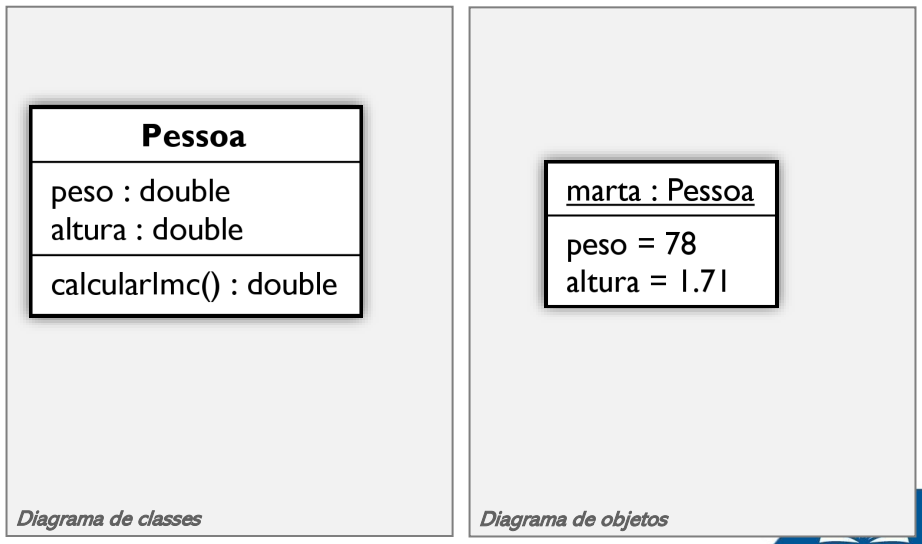 Pessoa
peso : double
altura : double
calcularImc() : double
Diagrama de classes
marta : Pessoa
peso = 78
altura = 1.71
Diagrama de objetos